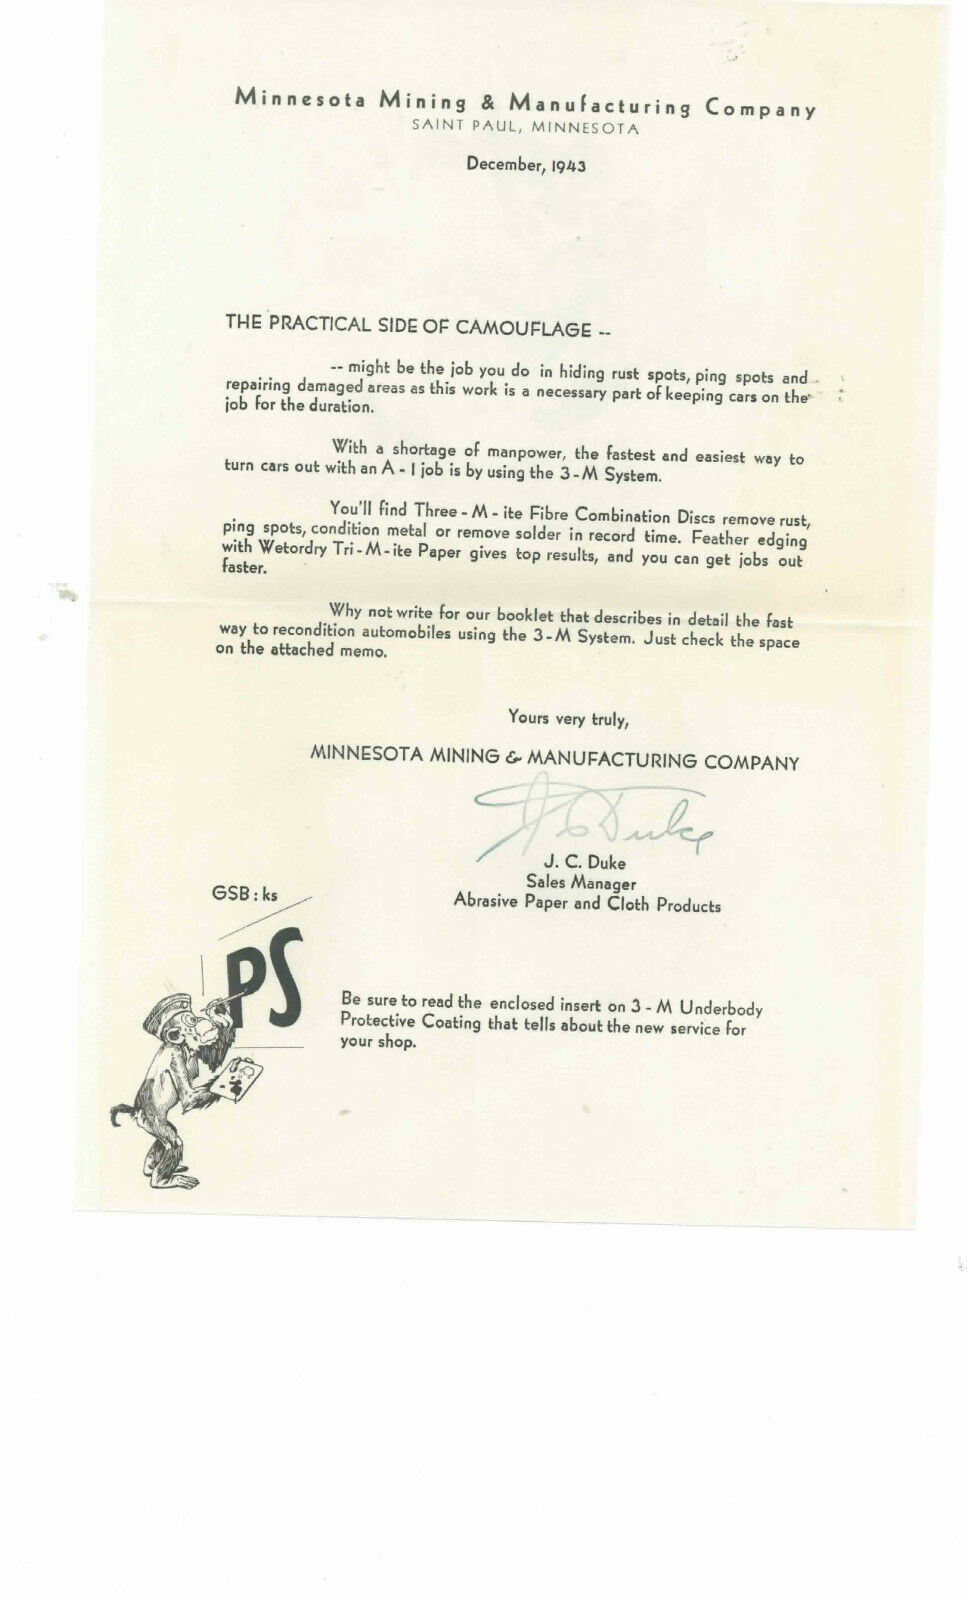 Minnesota Mining & Manufacturing Company
SAINT PAUL, MINNESOTA
December, 1943
THE PRACTICAL SIDE OF CAMOUFLAGE --
-- might be the job you do in hiding rust spots, ping spots and
repairing damaged areas as this work is a necessary part of keeping cars on the
job for the duration.
With a shortage of manpower, the fastest and easiest way to
turn cars out with an A - 1 job is by using the 3 - M System.
You'll find Three - M - ite Fibre Combination Discs remove rust,
ping spots, condition metal or remove solder in record time. Feather edging
with Wetordry Tri - M - ite Paper gives top results, and you can get jobs out
faster.
Why not write for our booklet that describes in detail the fast
way to recondition automobiles using the 3 - M System. Just check the space
on the attached memo.
Yours very truly,
MINNESOTA MINING & MANUFACTURING COMPANY
J C Duke
J. C. Duke
Sales Manager
Abrasive Paper and Cloth Products
GSB : ks
PS
Be sure to read the enclosed insert on 3 - M Underbody
Protective Coating that tells about the new service for
your shop.